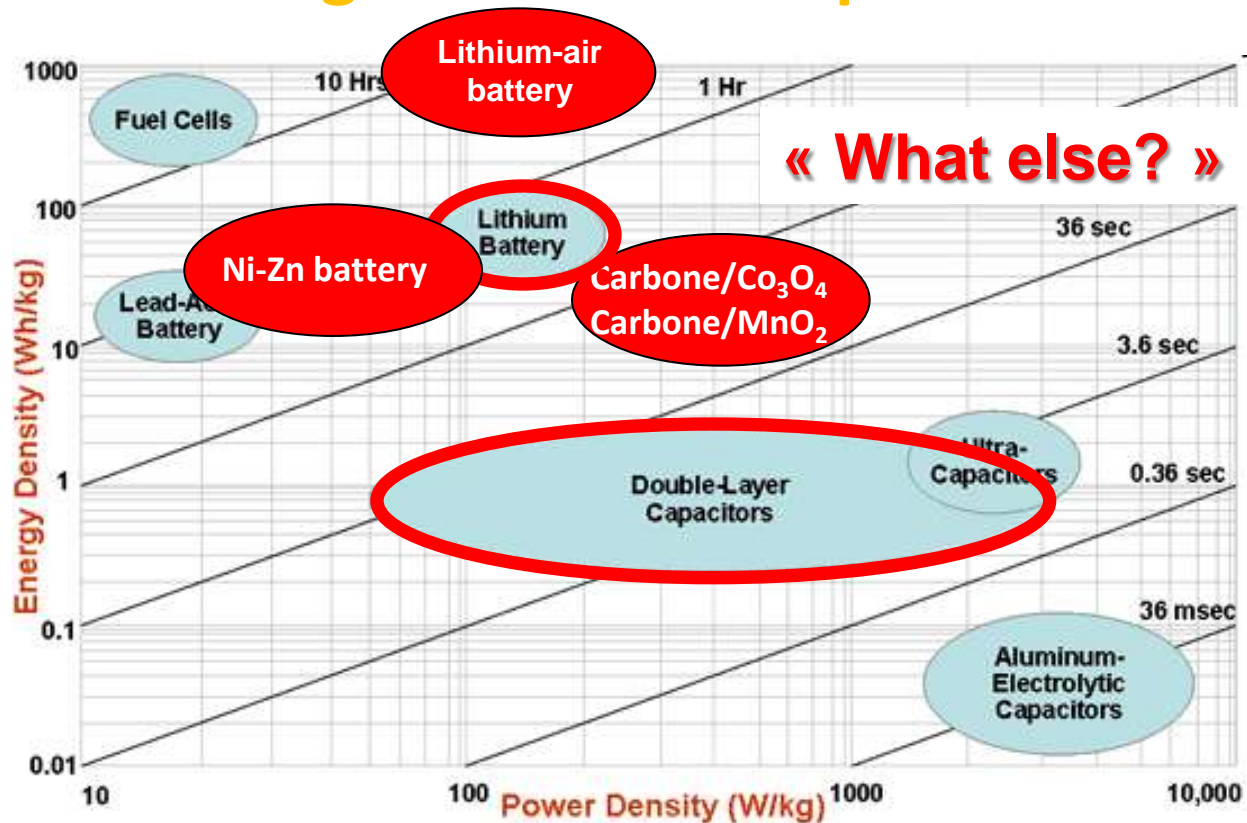 Lithium-air
battery
1000
10 Hrs
1 Hr
Fuel Cells
« What else? »
100
Lithium
Battery
36 sec
Ni-Zn battery
Carbone/Co₃O₄
Carbone/MnO₂
Battery
10
3.6 sec
Energy Density (Wh/kg)
Capacitors
1
Double-Layer
Capacitors
0.36 sec
0.1
36 msec
Aluminum-
Electrolytic
Capacitors
0.01
10
100
Power Density (W/kg)
1000
10,000